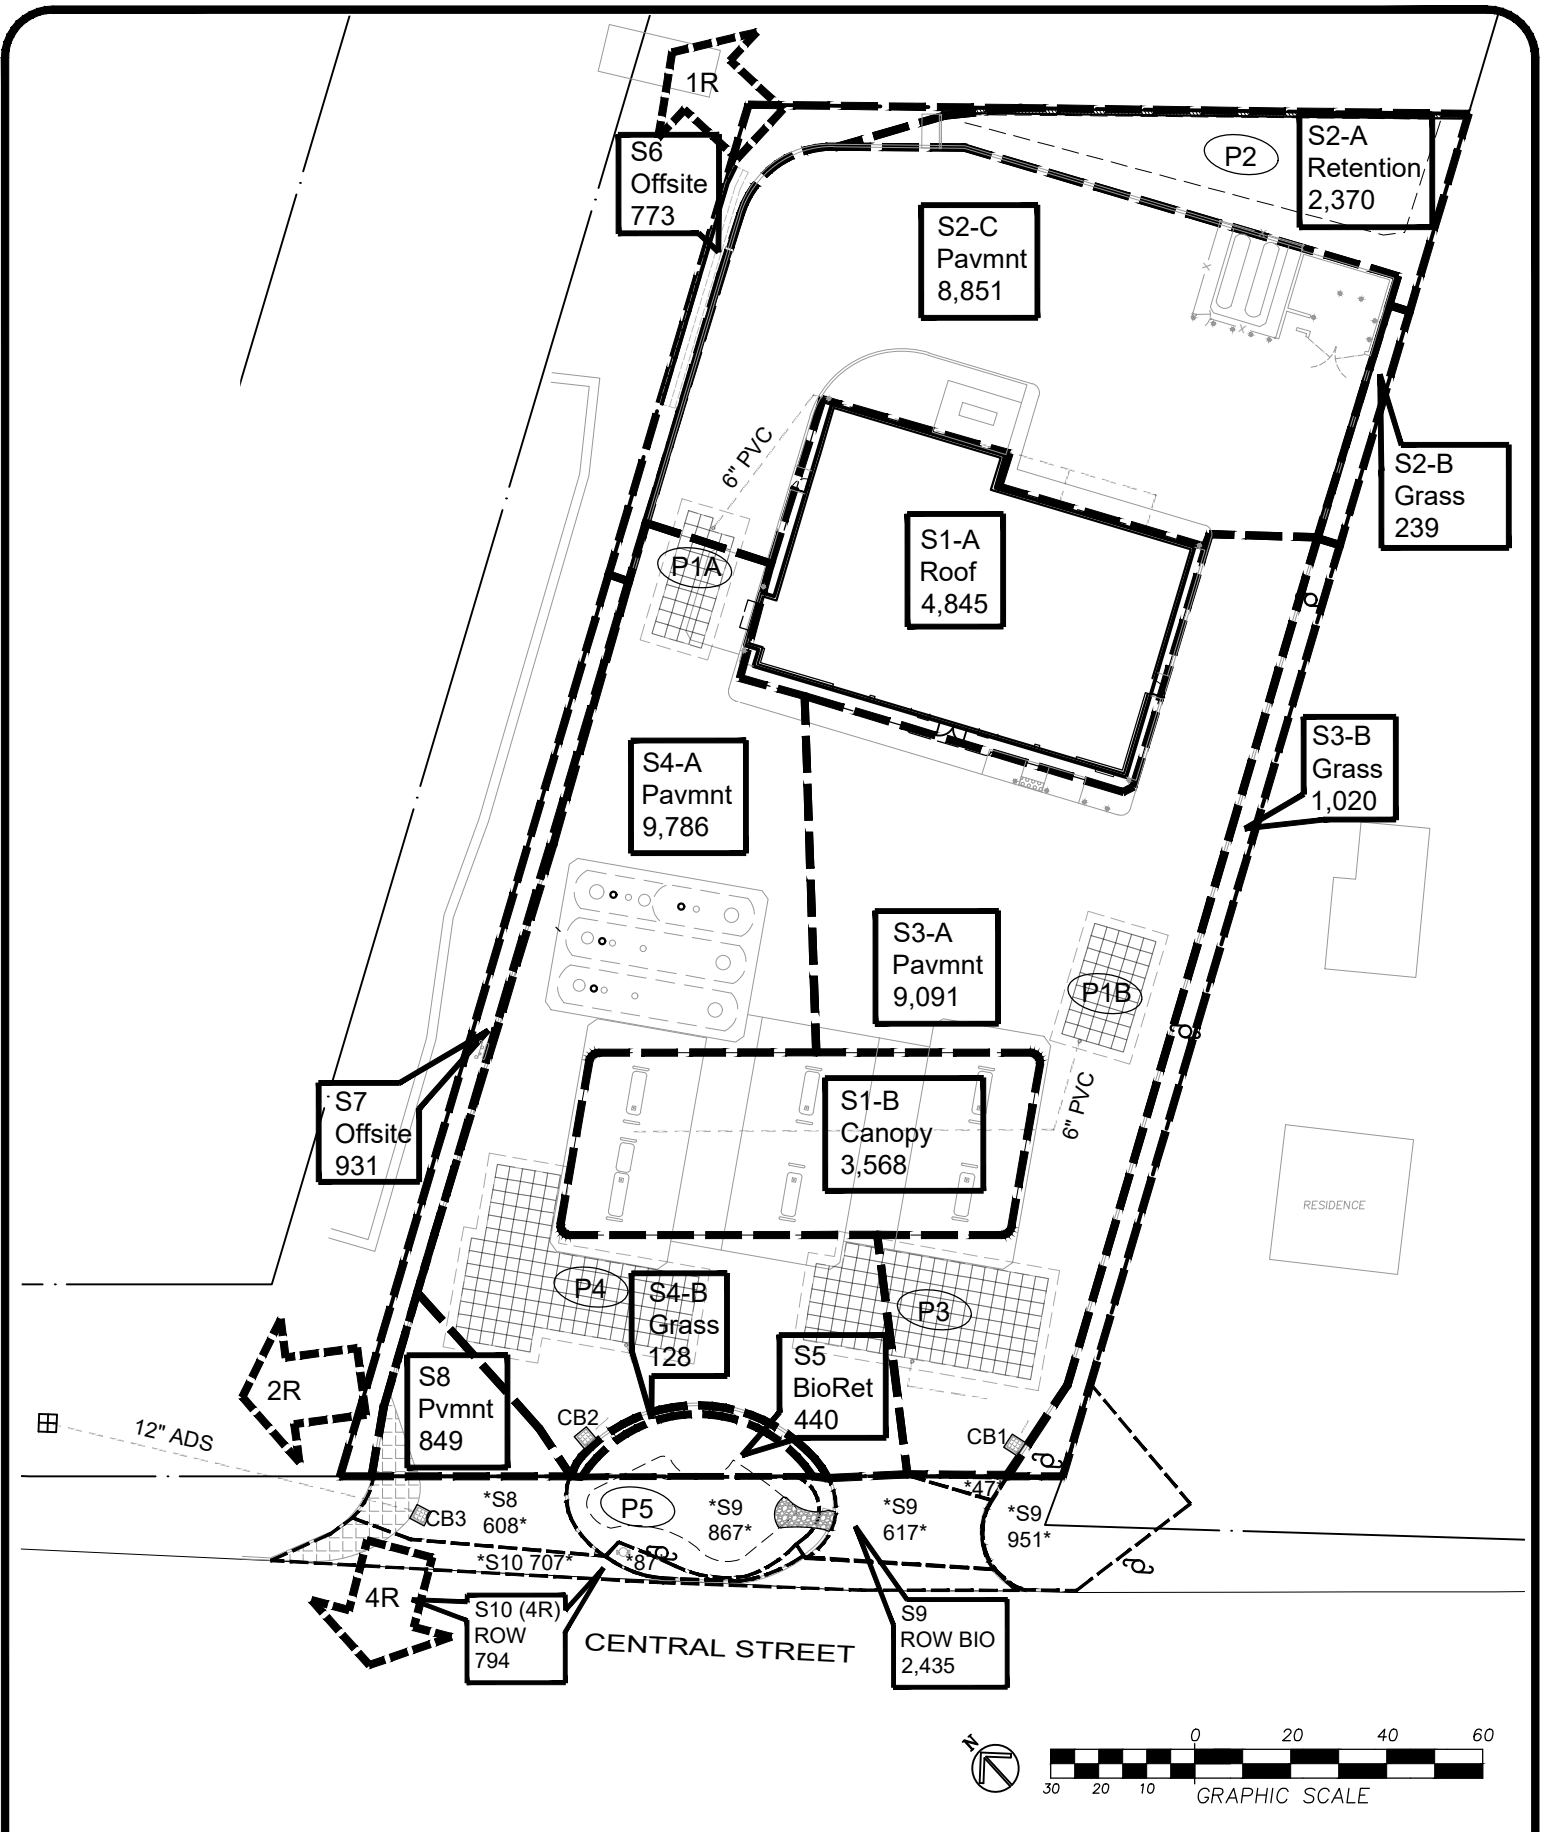 1R
S6
Offsite
773
P2
S2-A
Retention
2,370
S2-C
Pavmnt
8,851
6" PVC
S2-B
Grass
239
P1A
S1-A
Roof
4,845
S4-A
Pavmnt
9,786
S3-B
Grass
1,020
S3-A
Pavmnt
9,091
P1B
S7
Offsite
931
S1-B
Canopy
3,568
6" PVC
RESIDENCE
P4
S4-B
Grass
128
P3
2R
S8
Pvmnt
849
S5
BioRet
440
12" ADS
CB2
CB1
CB3
*S8
608*
P5
*S9
867*
*S9
617*
*47*
*S9
951*
*S10 707*
*87*
4R
S10 (4R)
ROW
794
CENTRAL STREET
S9
ROW BIO
2,435
N
0 20 40 60
30 20 10
GRAPHIC SCALE